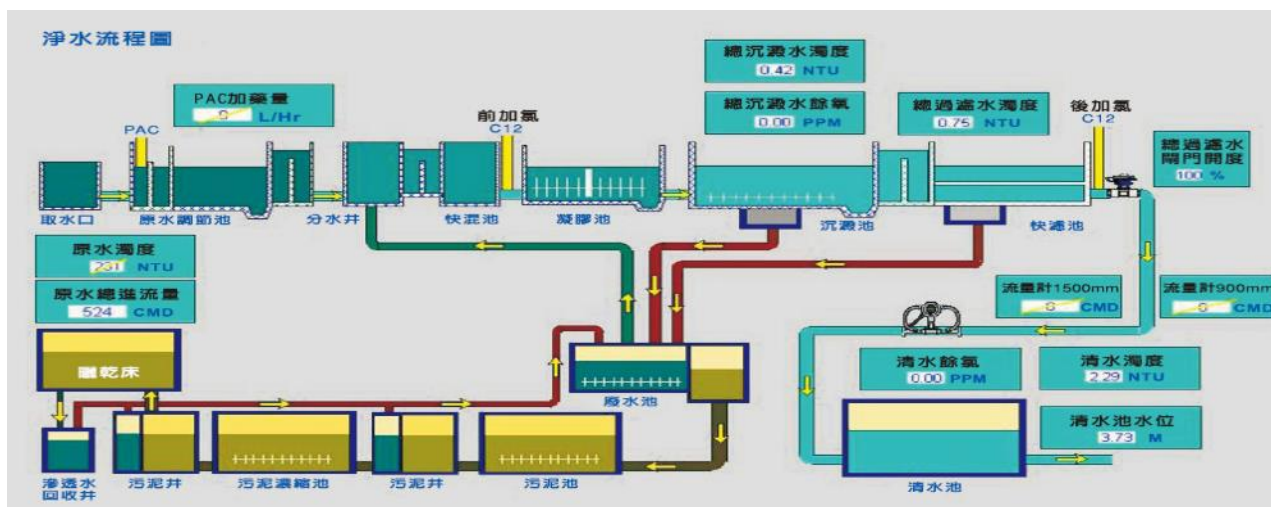 淨水流程圖
總沉澱水濁度
0.42 NTU
PAC加藥量
L/Hr
總沉澱水餘氯
0.00 PPM
總過濾水濁度
0.75 NTU
前加氯
C12
後加氯
C12
PAC
總過濾水
閘門開度
100 %
取水口
原水調節池
分水井
快混池
凝膠池
沉澱池
快濾池
原水濁度
231 NTU
原水總進流量
524 CMD
流量計1500mm
CMD
流量計900mm
CMD
曬乾床
清水餘氯
0.00 PPM
清水濁度
2.29 NTU
廢水池
清水池水位
3.73 M
滲透水
回收井
污泥井
污泥濃縮池
污泥井
污泥池
清水池